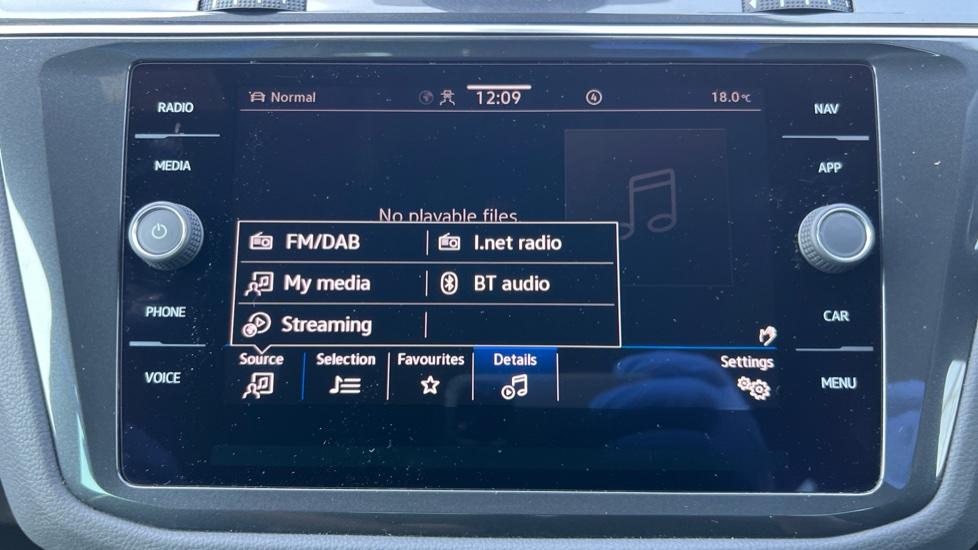 RADIO
MEDIA
PHONE
VOICE
Normal 12:09 4 18.0°C
No playable files.
FM/DAB I.net radio
My media BT audio
Streaming
Source Selection Favourites Details Settings
NAV
APP
CAR
MENU